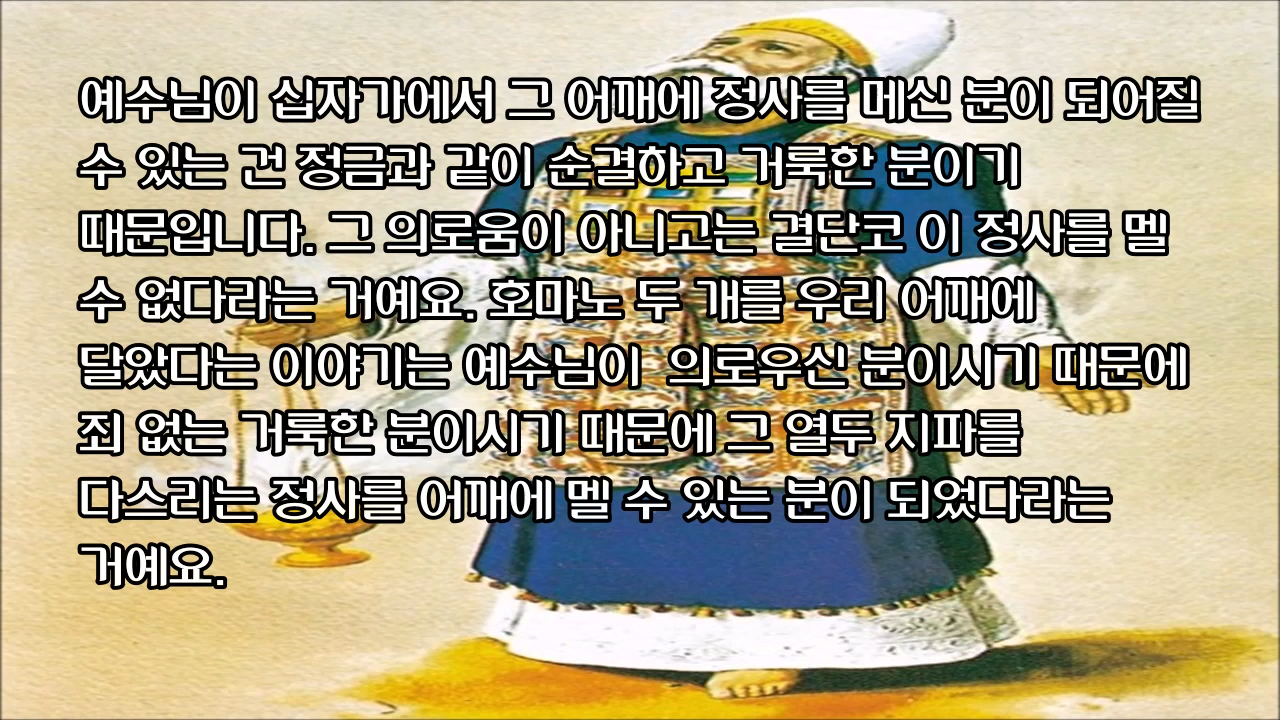 예수님이 십자가에서 그 어깨에 정사를 메신 분이 되어질
수 있는 건 정금과 같이 순결하고 거룩한 분이기
때문입니다. 그 의로움이 아니고는 결단코 이 정사를 멜
수 없다라는 거예요. 호마노 두 개를 우리 어깨에
달았다는 이야기는 예수님이 의로우신 분이시기 때문에
죄 없는 거룩한 분이시기 때문에 그 열두 지파를
다스리는 정사를 어깨에 멜 수 있는 분이 되었다라는
거예요.